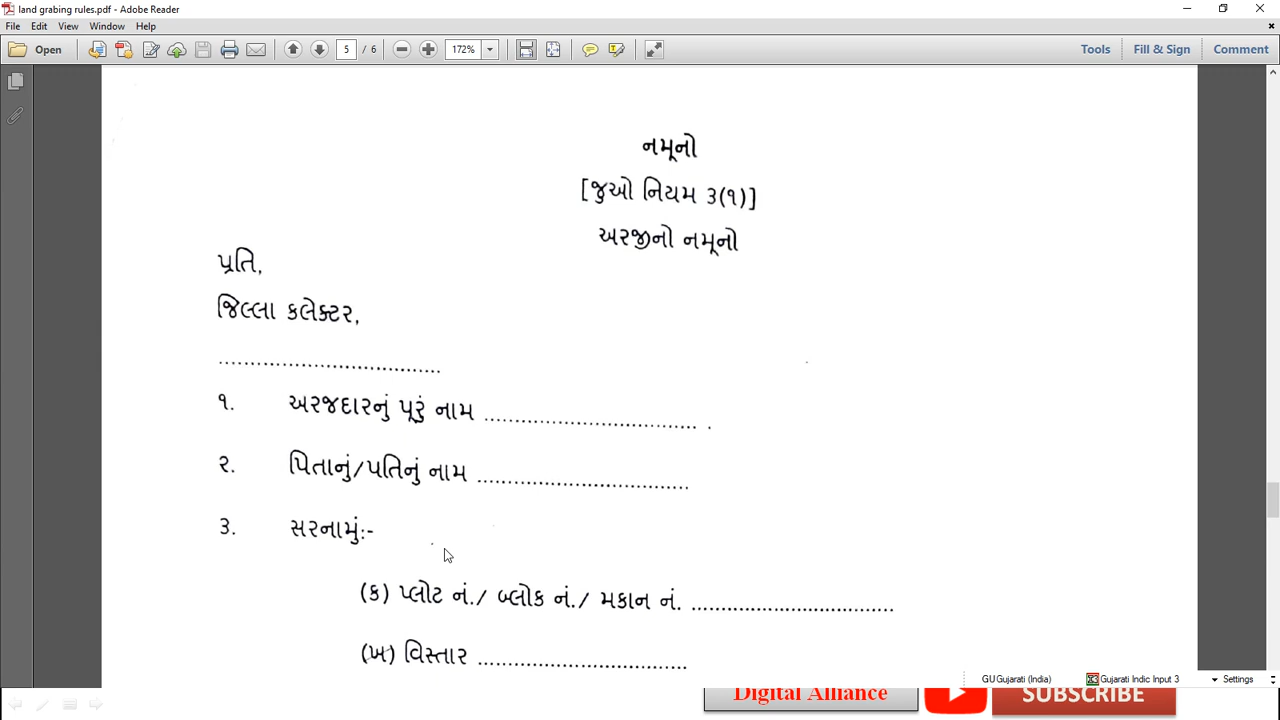 land grabing rules.pdf - Adobe Reader
File Edit View Window Help
Open 5 / 6 172% Tools Fill & Sign Comment
નમૂનો
[જુઓ નિયમ ૩(૧)]
અરજીનો નમૂનો
પ્રતિ,
જિલ્લા કલેક્ટર,
....................................
૧. અરજદારનું પૂરું નામ ................................... .
૨. પિતાનું/પતિનું નામ ...................................
૩. સરનામું:-
(ક) પ્લોટ નં./ બ્લોક નં./ મકાન નં. ..................................
(ખ) વિસ્તાર ...................................
GU Gujarati (India) Gujarati Indic Input 3 Settings
Digital Alliance SUBSCRIBE